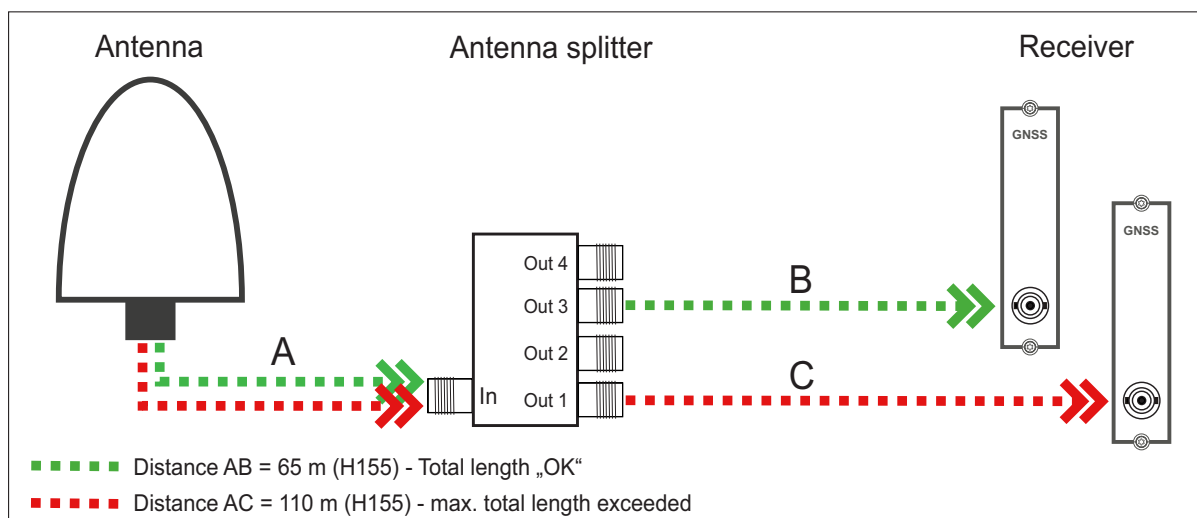 Antenna
Antenna splitter
Receiver
GNSS
GNSS
Out 4
Out 3
B
Out 2
A
C
In
Out 1
Distance AB = 65 m (H155) - Total length „OK“
Distance AC = 110 m (H155) - max. total length exceeded